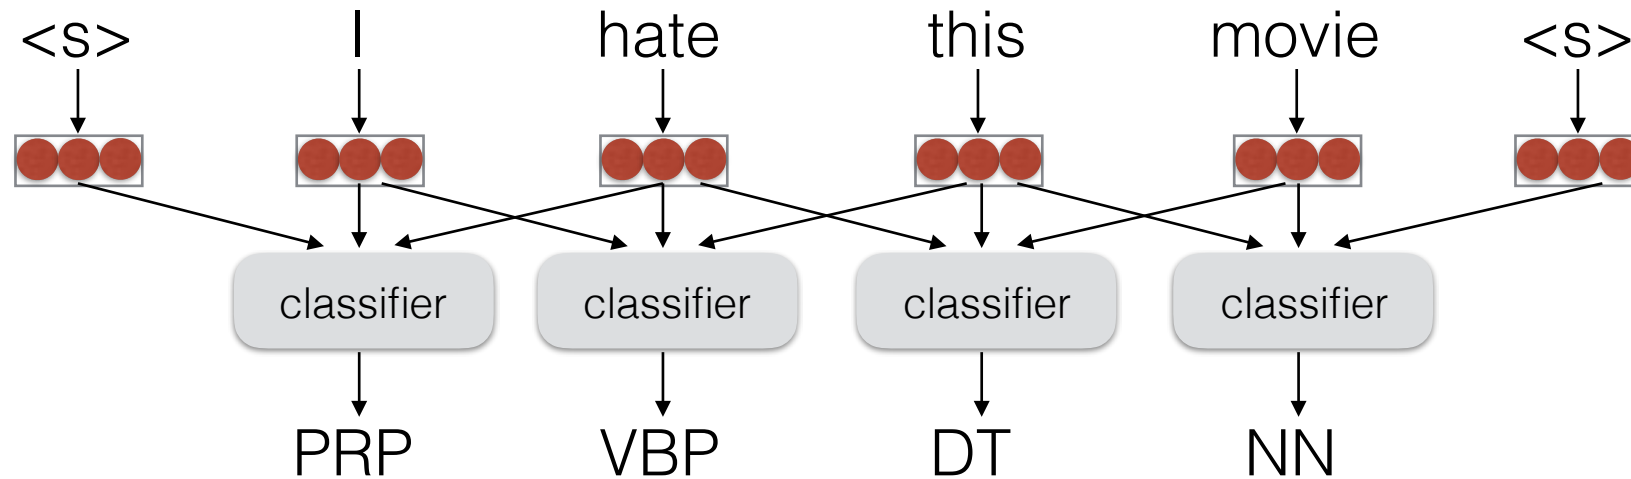 <s> I hate this movie <s>
classifier classifier classifier classifier
PRP VBP DT NN